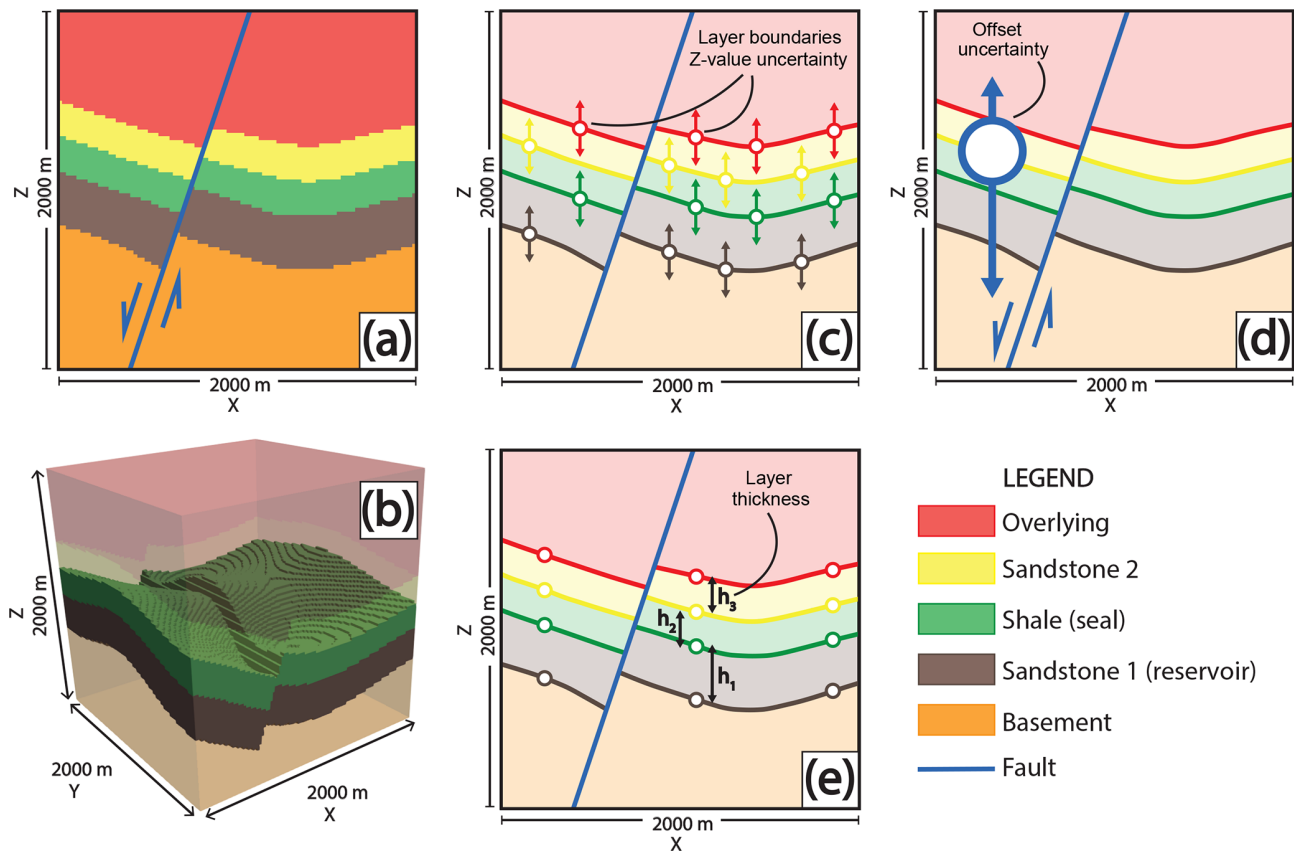 Z
2000 m
(a)
2000 m
X
Layer boundaries
Z-value uncertainty
Z
2000 m
(c)
2000 m
X
Offset
uncertainty
Z
2000 m
(d)
2000 m
X
(b)
Z
2000 m
2000 m
Y
2000 m
X
Layer
thickness
h3
h2
h1
Z
2000 m
(e)
2000 m
X
LEGEND
Overlying
Sandstone 2
Shale (seal)
Sandstone 1 (reservoir)
Basement
Fault